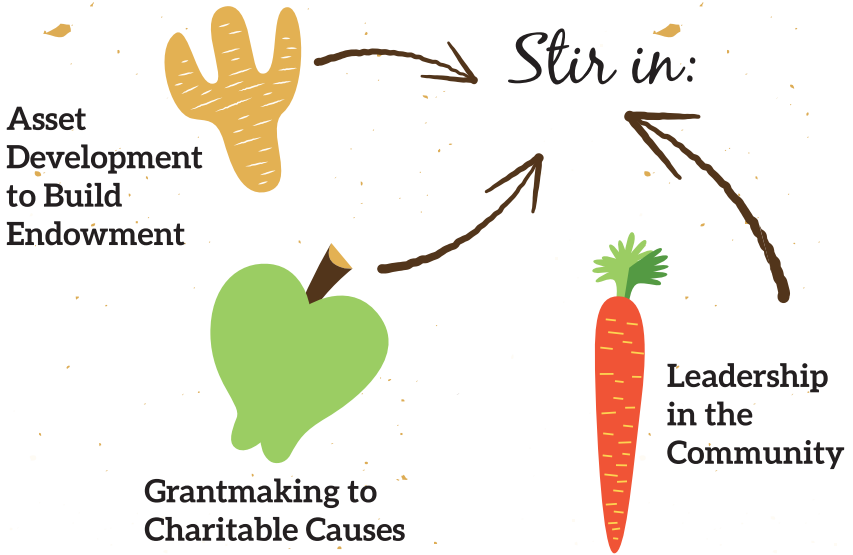 Stir in:
Asset
Development
to Build
Endowment
Grantmaking to
Charitable Causes
Leadership
in the
Community